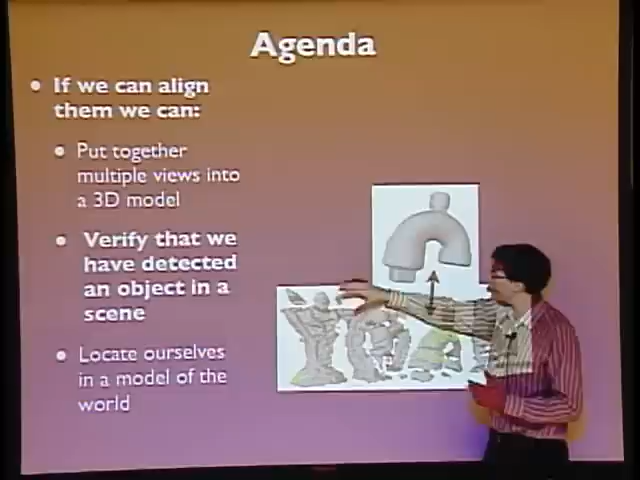 Agenda
If we can align
them we can:
Put together
multiple views into
a 3D model
Verify that we
have detected
an object in a
scene
Locate ourselves
in a model of the
world